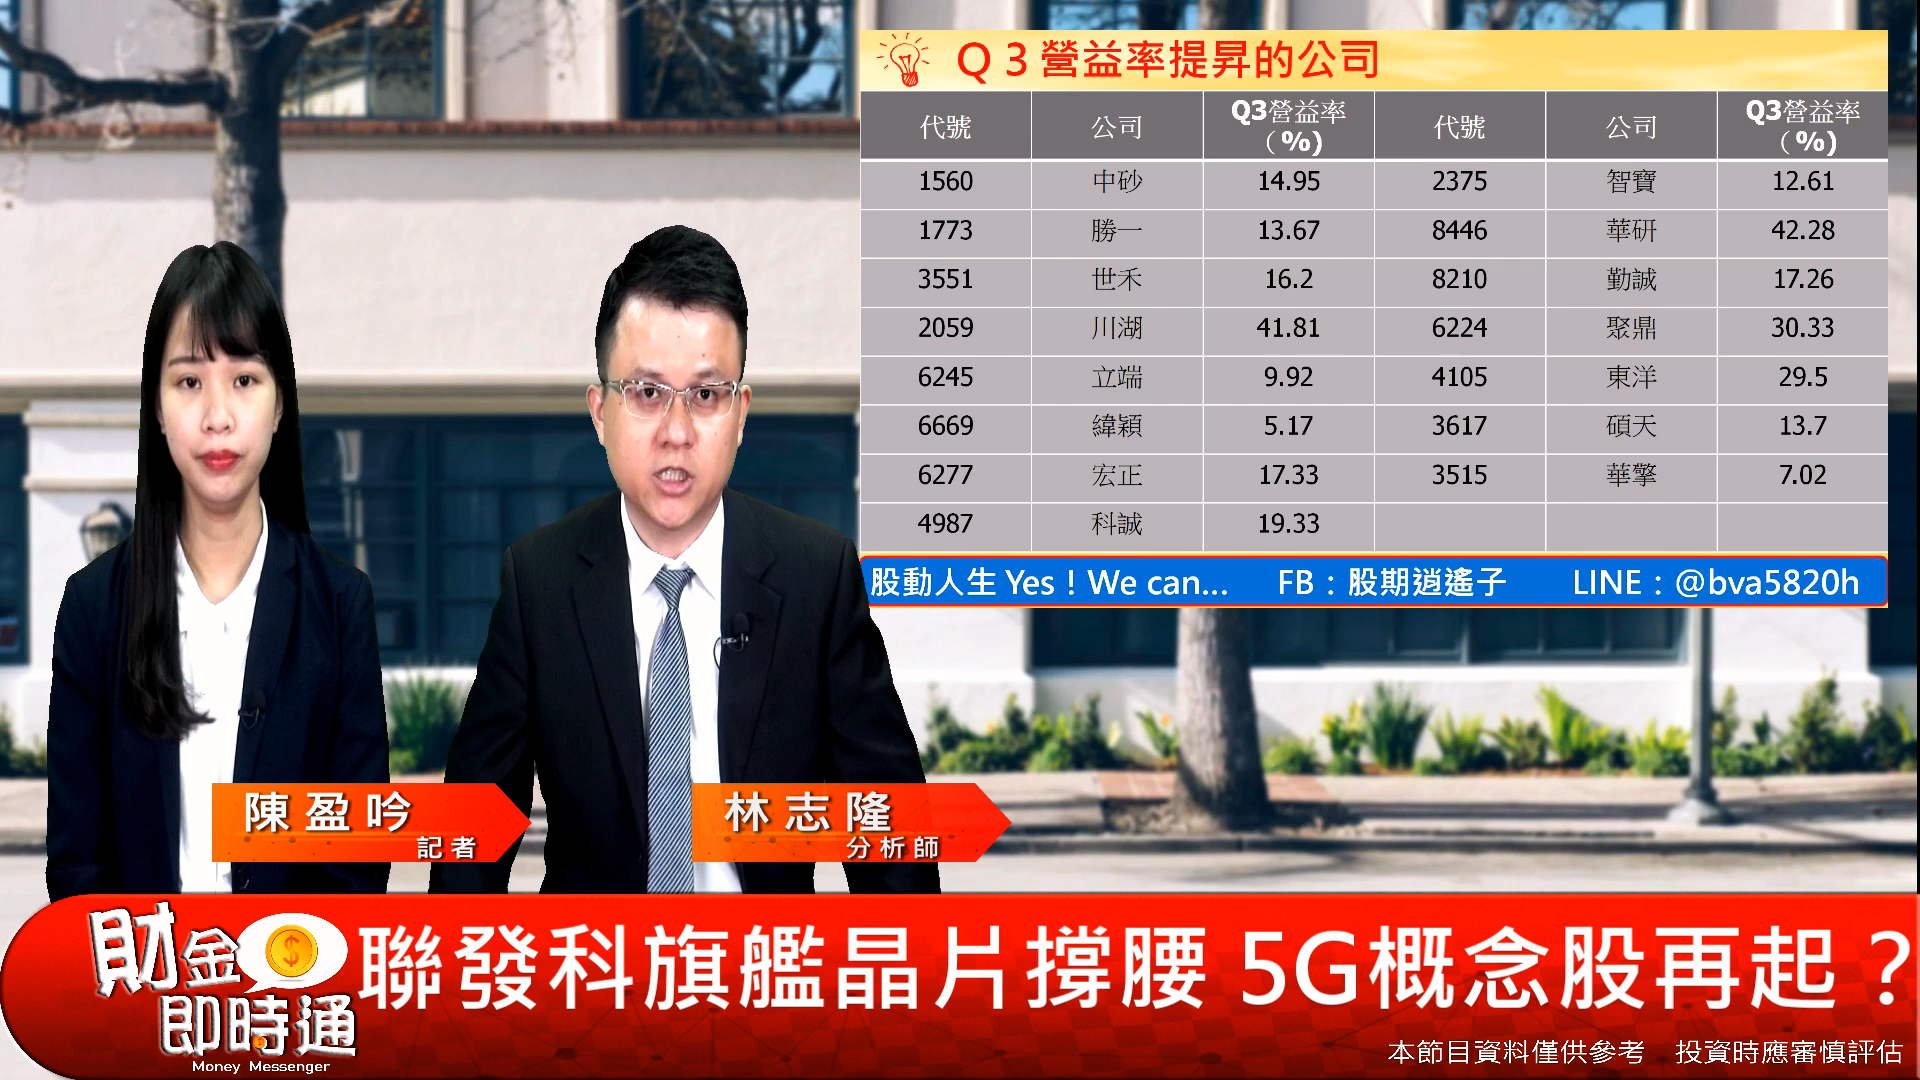 Q 3 營益率提昇的公司
代號 公司 Q3營益率（%) 代號 公司 Q3營益率（%)
1560 中砂 14.95 2375 智寶 12.61
1773 勝一 13.67 8446 華研 42.28
3551 世禾 16.2 8210 勤誠 17.26
2059 川湖 41.81 6224 聚鼎 30.33
6245 立端 9.92 4105 東洋 29.5
6669 緯穎 5.17 3617 碩天 13.7
6277 宏正 17.33 3515 華擎 7.02
4987 科誠 19.33
股動人生 Yes！We can... FB：股期逍遙子 LINE：@bva5820h
陳盈吟
記者
林志隆
分析師
財金即時通
Money Messenger
聯發科旗艦晶片撐腰 5G概念股再起？
本節目資料僅供參考 投資時應審慎評估